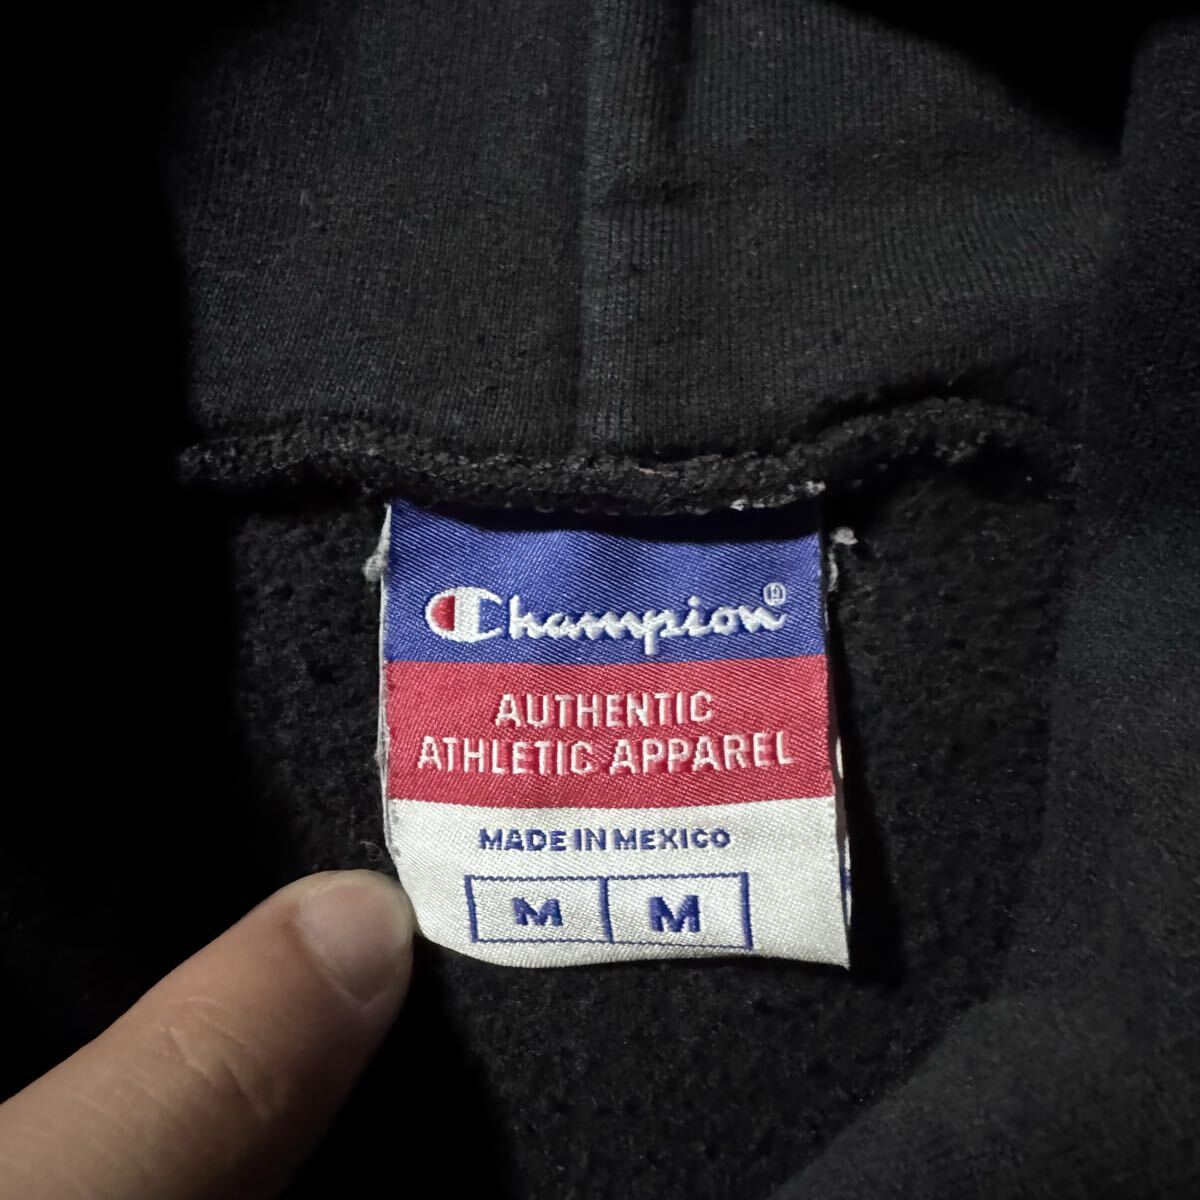 Champion®
AUTHENTIC
ATHLETIC APPAREL
MADE IN MEXICO
M M